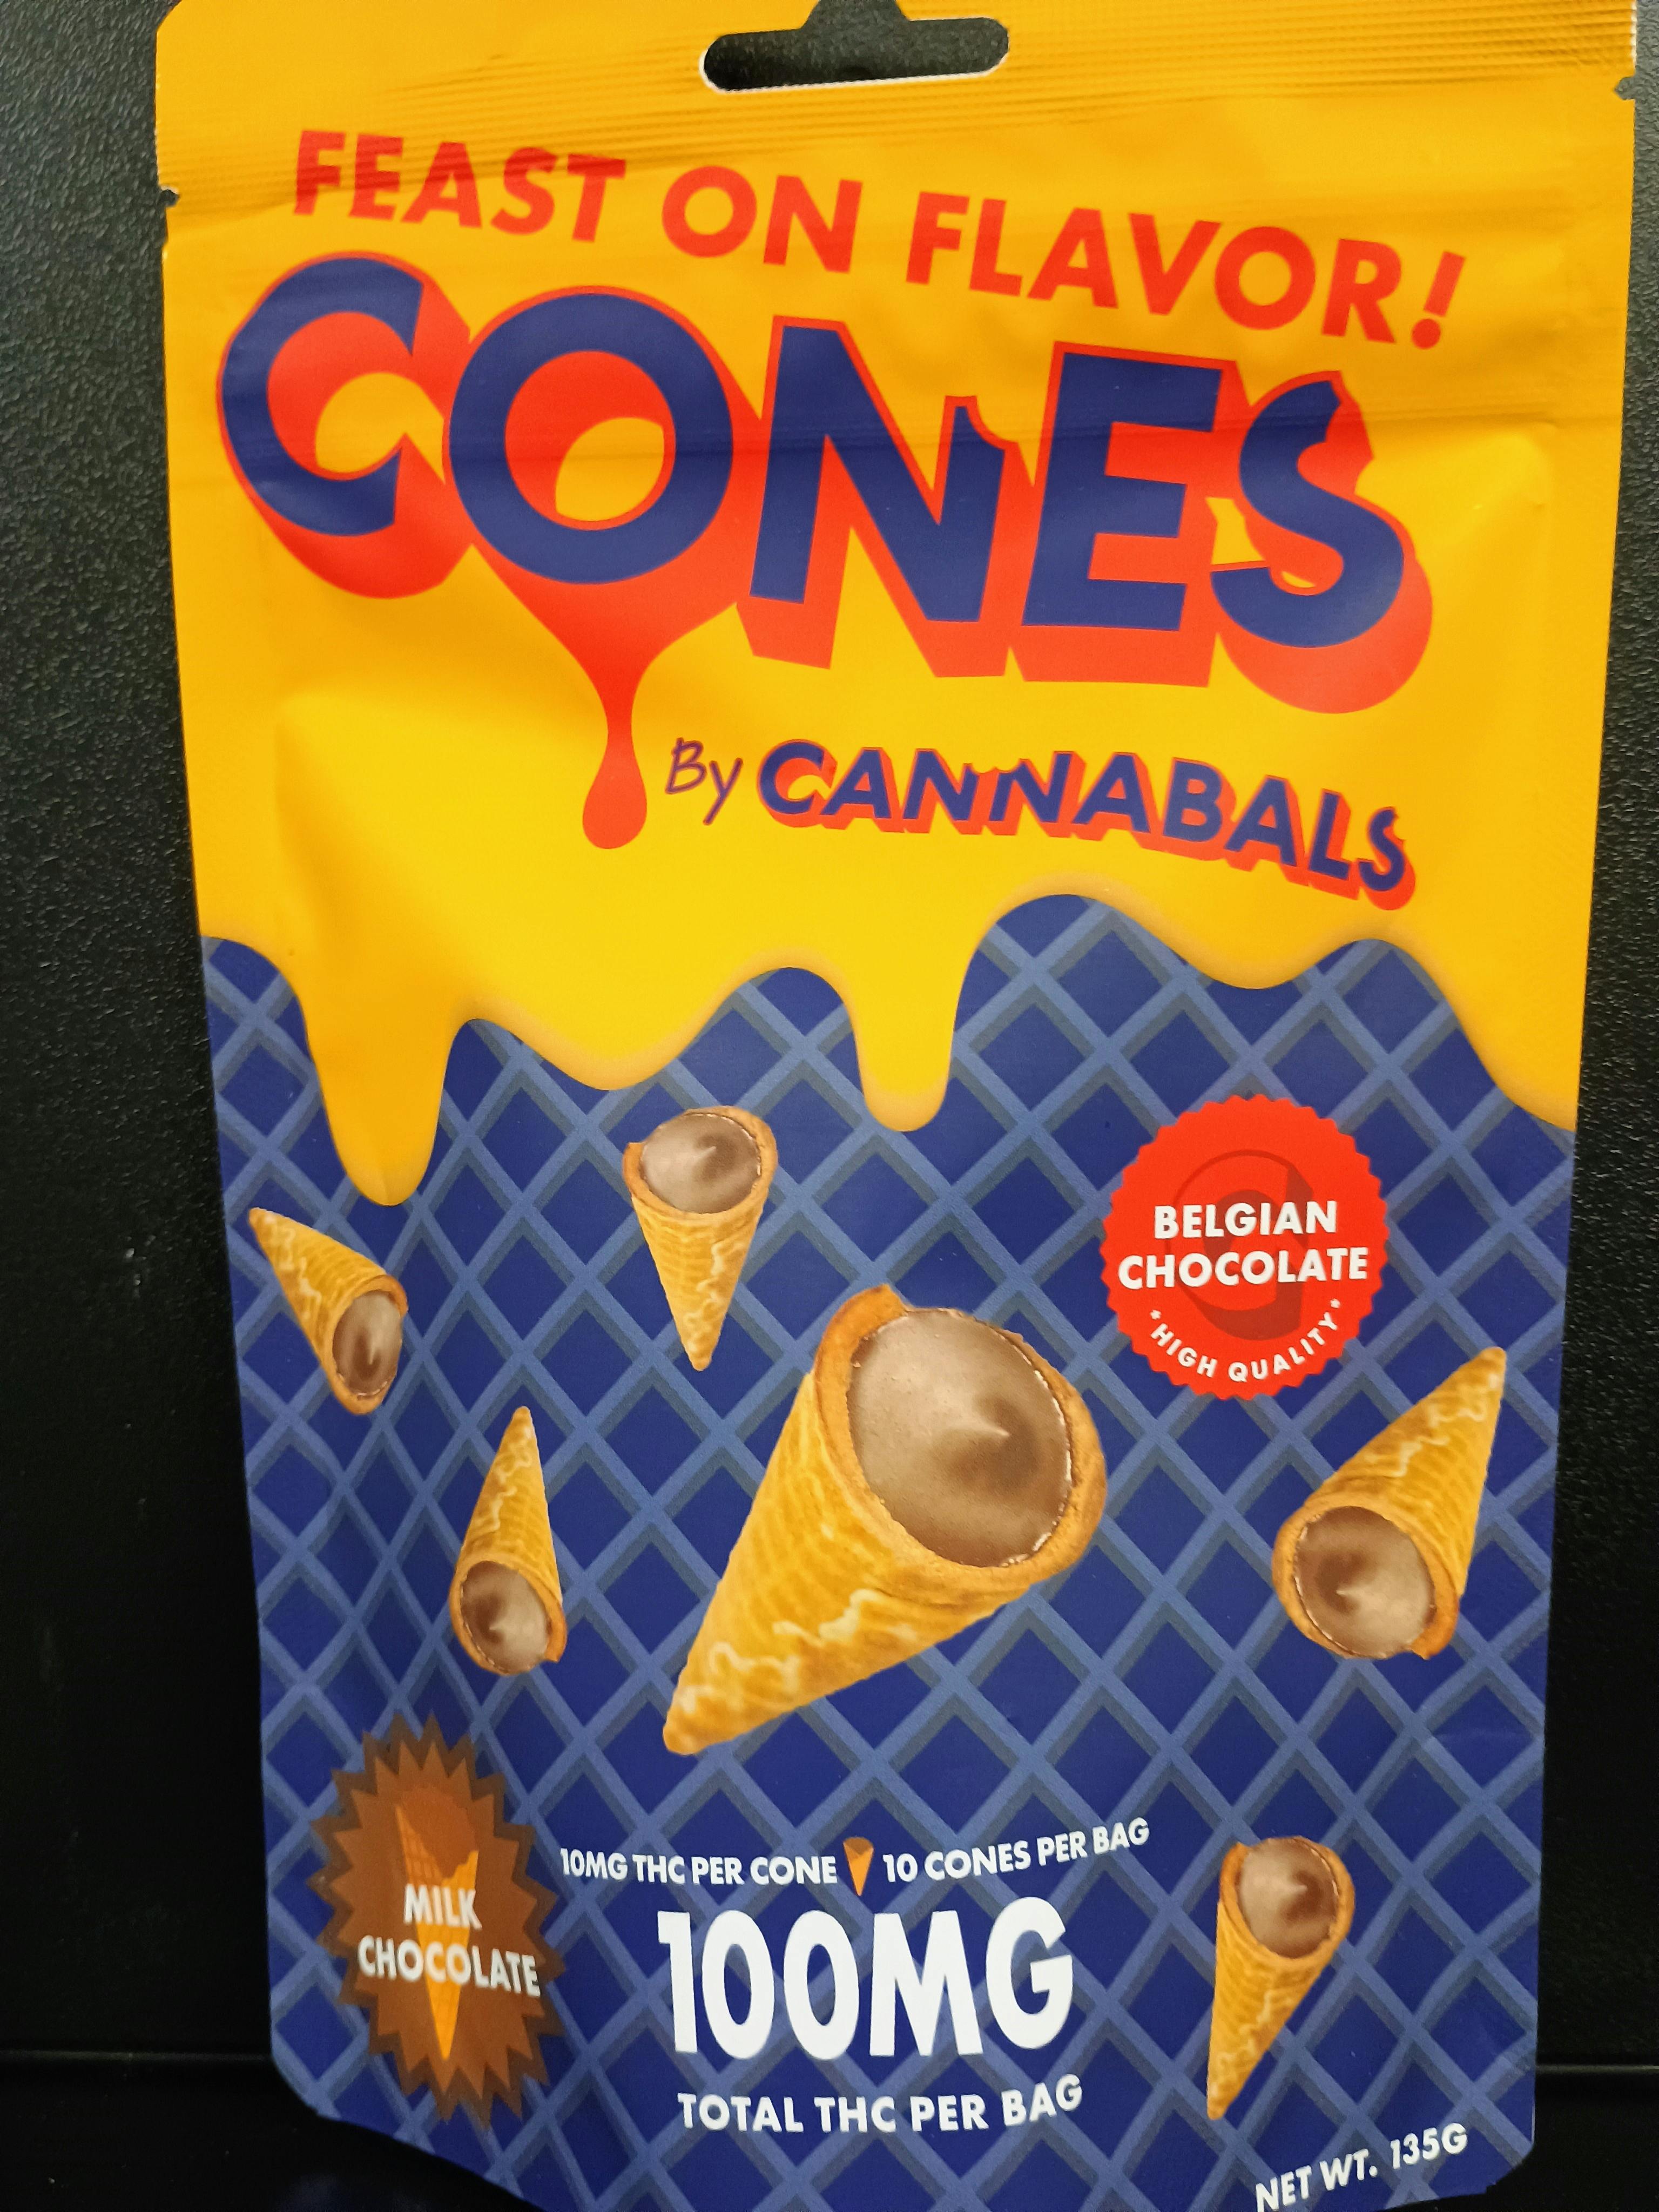 FEAST ON FLAVOR!
CONES
By CANNABALS
BELGIAN
CHOCOLATE
*HIGH QUALITY*
MILK
CHOCOLATE
10MG THC PER CONE 10 CONES PER BAG
100MG
TOTAL THC PER BAG
NET WT. 135G